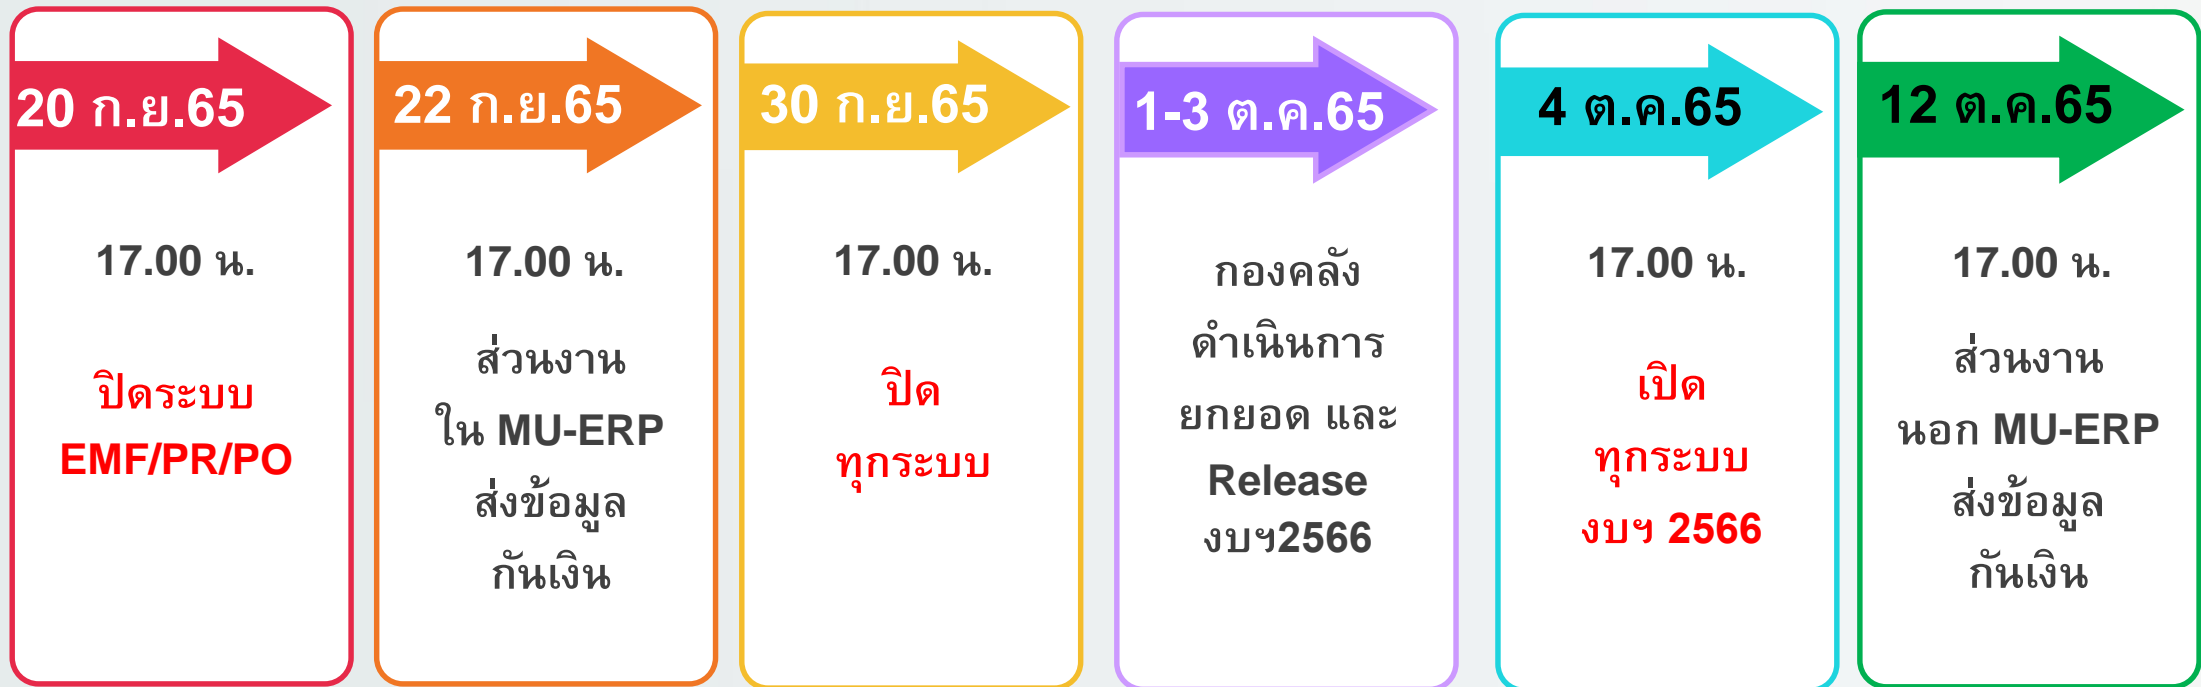 20 ก.ย.65
17.00 น.
ปิดระบบ
EMF/PR/PO
22 ก.ย.65
17.00 น.
ส่วนงาน
ใน MU-ERP
ส่งข้อมูล
กันเงิน
30 ก.ย.65
17.00 น.
ปิด
ทุกระบบ
1-3 ต.ค.65
กองคลัง
ดำเนินการ
ยกยอด และ
Release
งบฯ2566
4 ต.ค.65
17.00 น.
เปิด
ทุกระบบ
งบฯ 2566
12 ต.ค.65
17.00 น.
ส่วนงาน
นอก MU-ERP
ส่งข้อมูล
กันเงิน